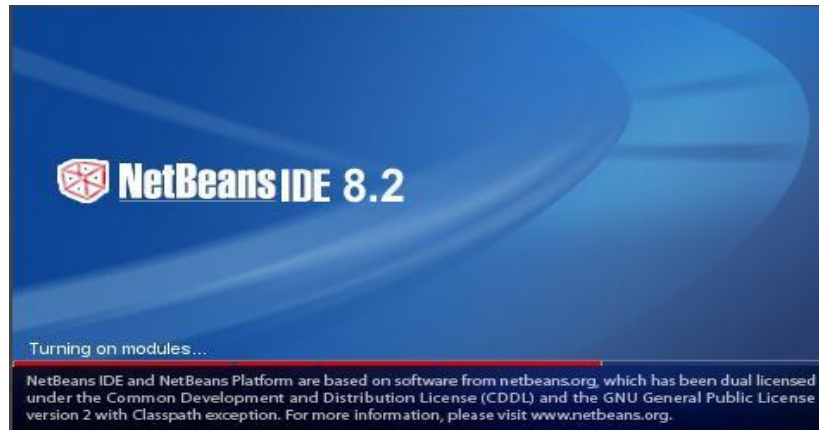 NetBeans IDE 8.2
Turning on modules...
NetBeans IDE and NetBeans Platform are based on software from netbeans.org, which has been dual licensed
under the Common Development and Distribution License (CDDL) and the GNU General Public License
version 2 with Classpath exception. For more information, please visit www.netbeans.org.